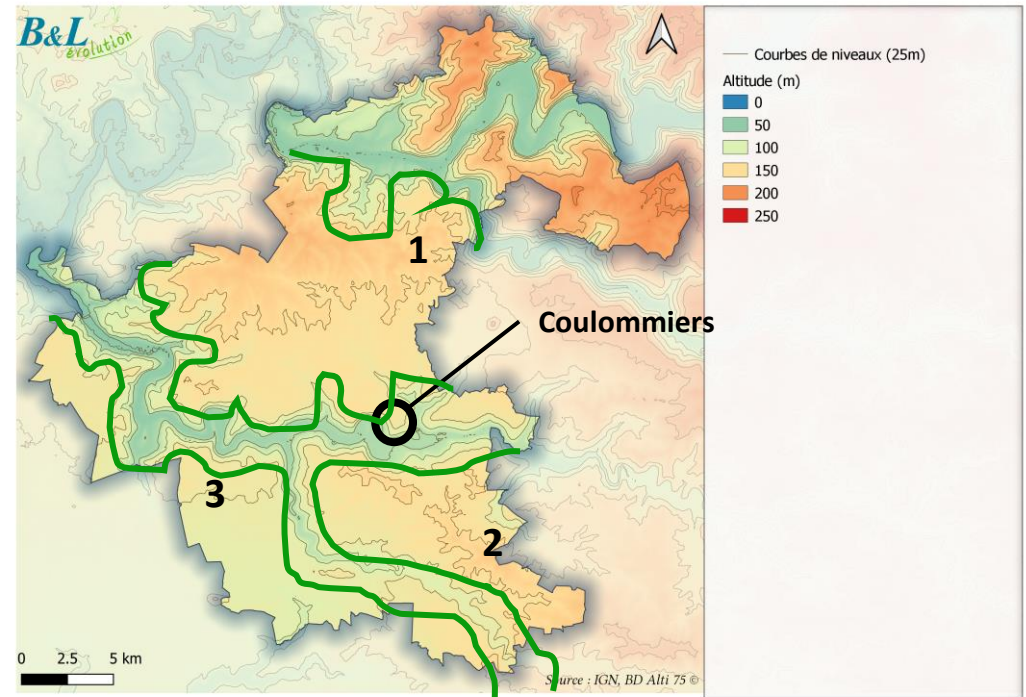 B&L
évolution
Courbes de niveaux (25m)
Altitude (m)
0
50
100
150
200
250
1
Coulommiers
3
2
0 2.5 5 km
Source : IGN, BD Alti 75 ©